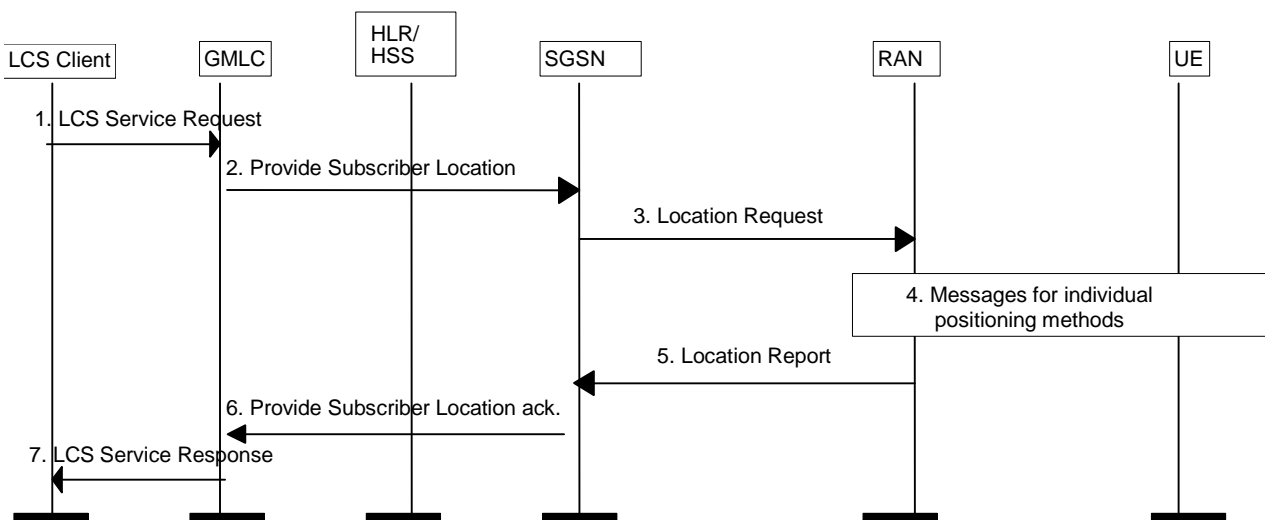 LCS Client
GMLC
HLR/
HSS
SGSN
RAN
UE
1. LCS Service Request
2. Provide Subscriber Location
3. Location Request
4. Messages for individual
positioning methods
5. Location Report
6. Provide Subscriber Location ack.
7. LCS Service Response